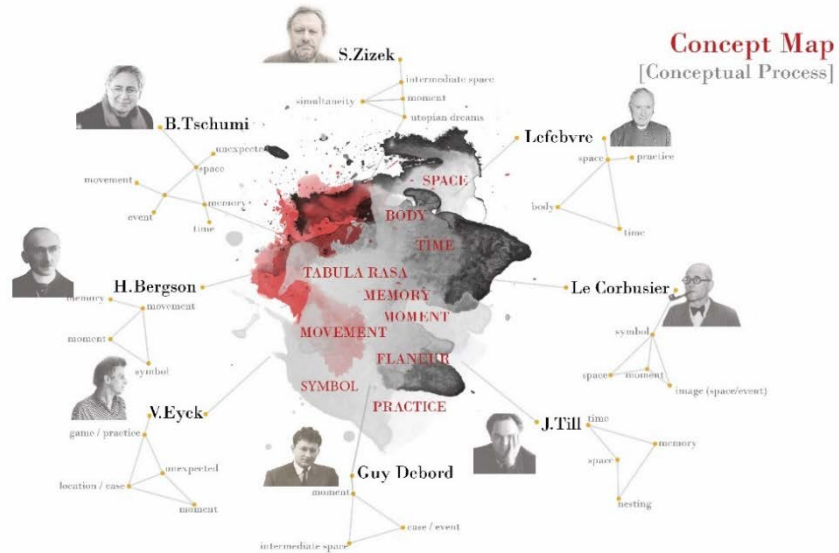 Concept Map
[Conceptual Process]
S.Zizek
intermediate space
simultaneity
moment
utopian dreams
B.Tschumi
unexpected
space
movement
memory
event
time
Lefebvre
space
practice
body
time
SPACE
BODY
TIME
TABULA RASA
MEMORY
MOMENT
MOVEMENT
FLANEUR
SYMBOL
PRACTICE
H.Bergson
memory
movement
moment
symbol
Le Corbusier
symbol
space
moment
image (space/event)
V.Eyck
game / practice
unexpected
location / case
moment
Guy Debord
moment
case / event
intermediate space
J.Till
time
memory
space
nesting